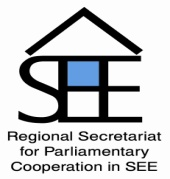 SEE
Regional Secretariat
for Parliamentary
Cooperation in SEE